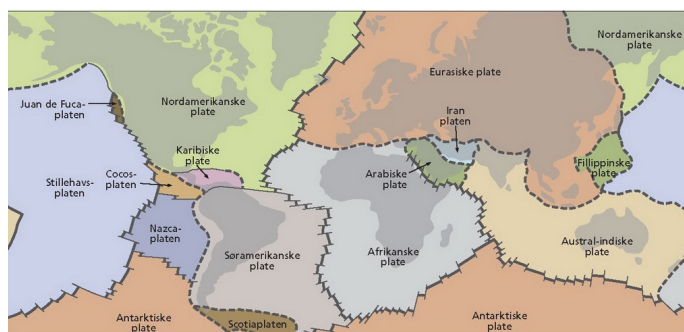 Nordamerikanske
plate
Eurasiske plate
Juan de Fuca-
platen
Nordamerikanske
plate
Iran
platen
Karibiske
plate
Cocos-
platen
Stillehavs-
platen
Arabiske
plate
Fillippinske
plate
Nazca-
platen
Søramerikanske
plate
Afrikanske
plate
Austral-indiske
plate
Antarktiske
plate
Scotiaplaten
Antarktiske
plate